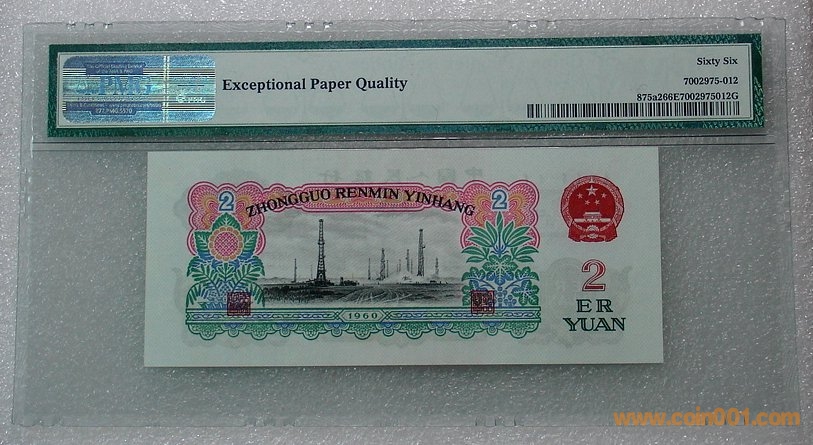 Exceptional Paper Quality
Sixty Six
7002975-012
875a266E7002975012G
PMG
2
ZHONGGUO RENMIN YINHANG
2
1960
2
ER
YUAN
www.coin001.com